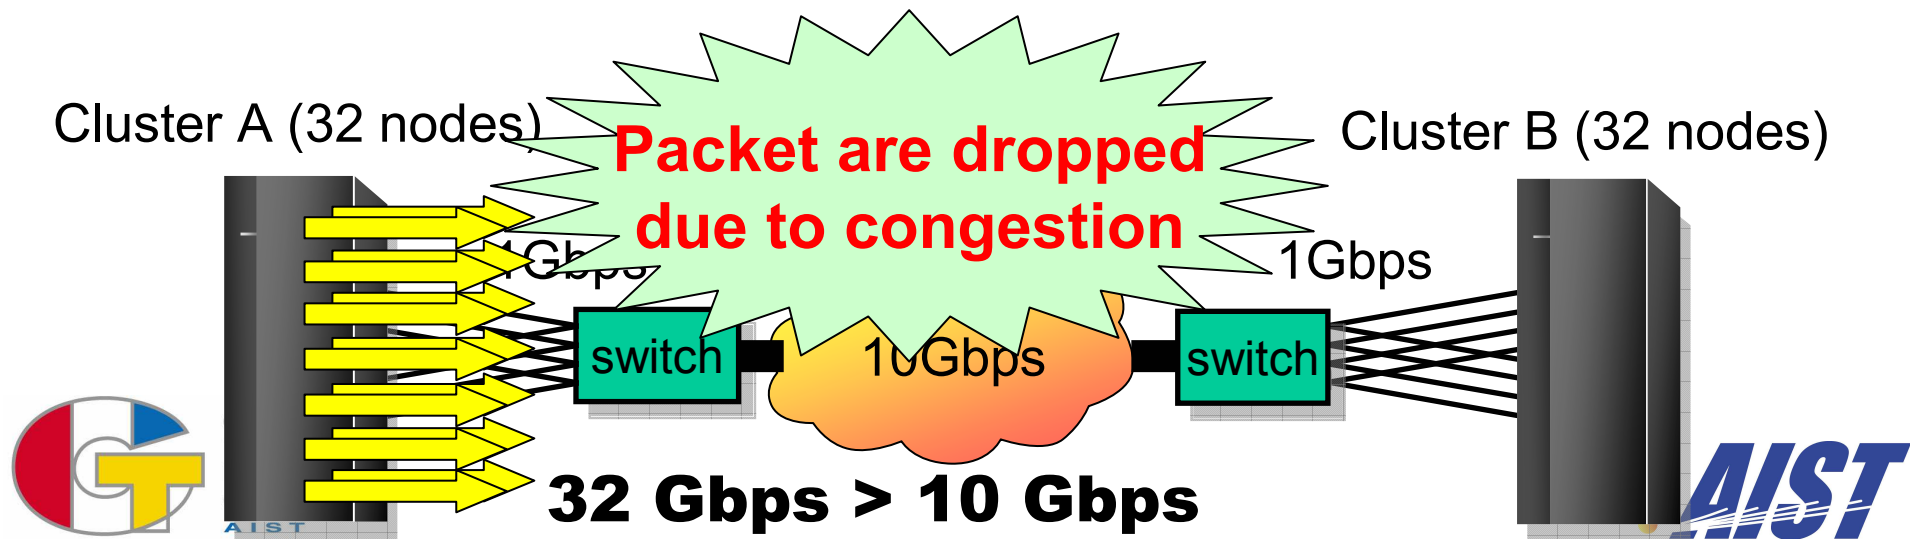 Cluster A (32 nodes)
Packet are dropped
due to congestion
Cluster B (32 nodes)
1Gbps
1Gbps
switch
10Gbps
switch
32 Gbps > 10 Gbps
GT
AIST
AIST